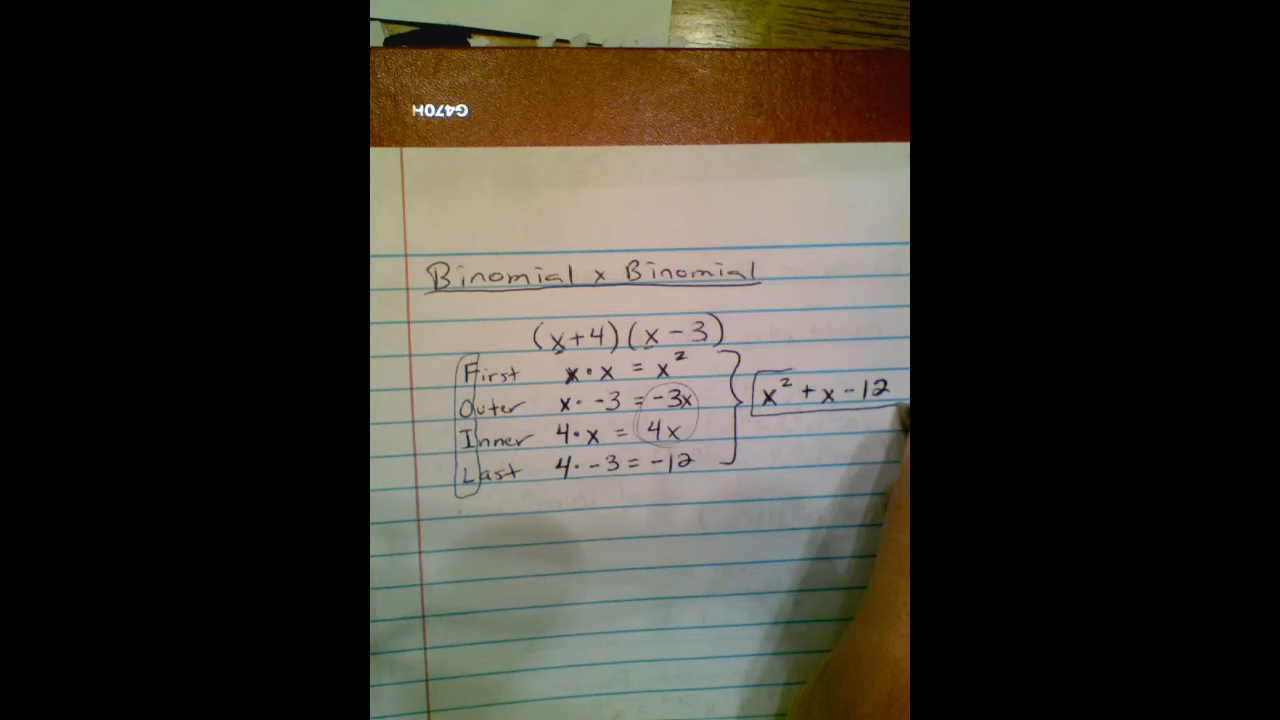 G470H
Binomial x Binomial
(x+4)(x-3)
First x·x = x²
Outer x·-3 = -3x
Inner 4·x = 4x
Last 4·-3 = -12
x² + x - 12